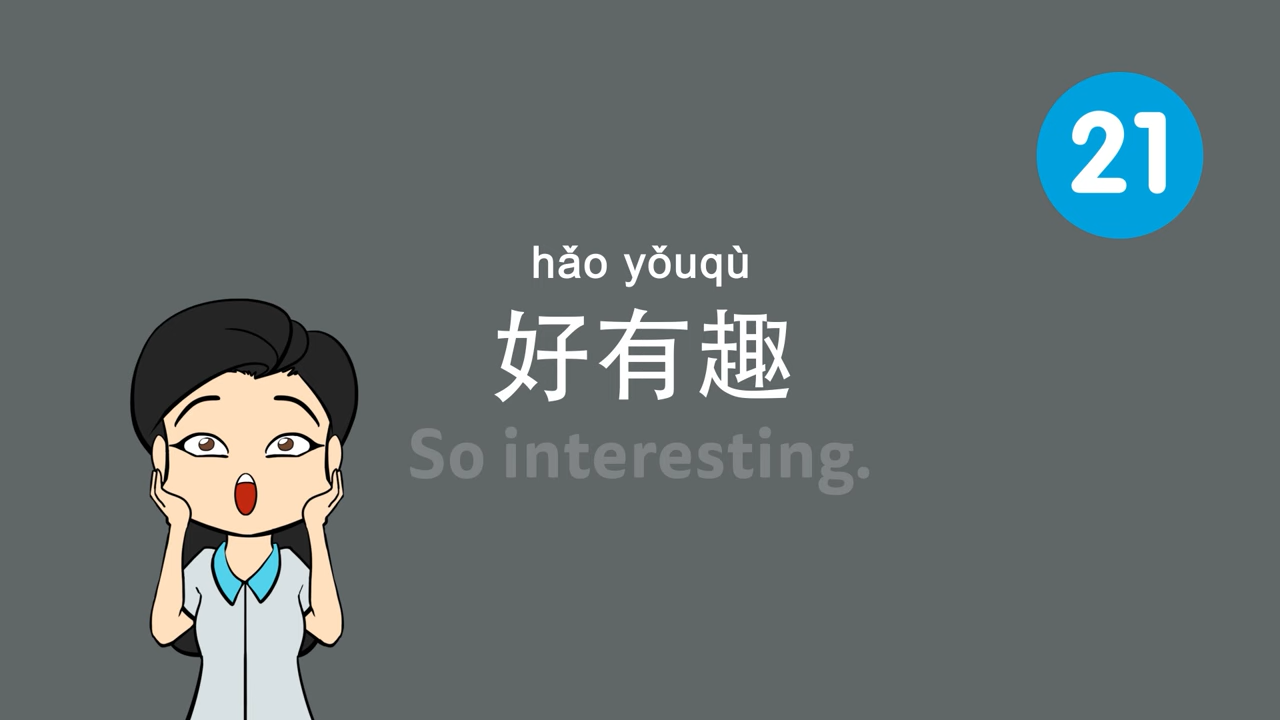 21
hǎo yǒuqù
好有趣
So interesting.